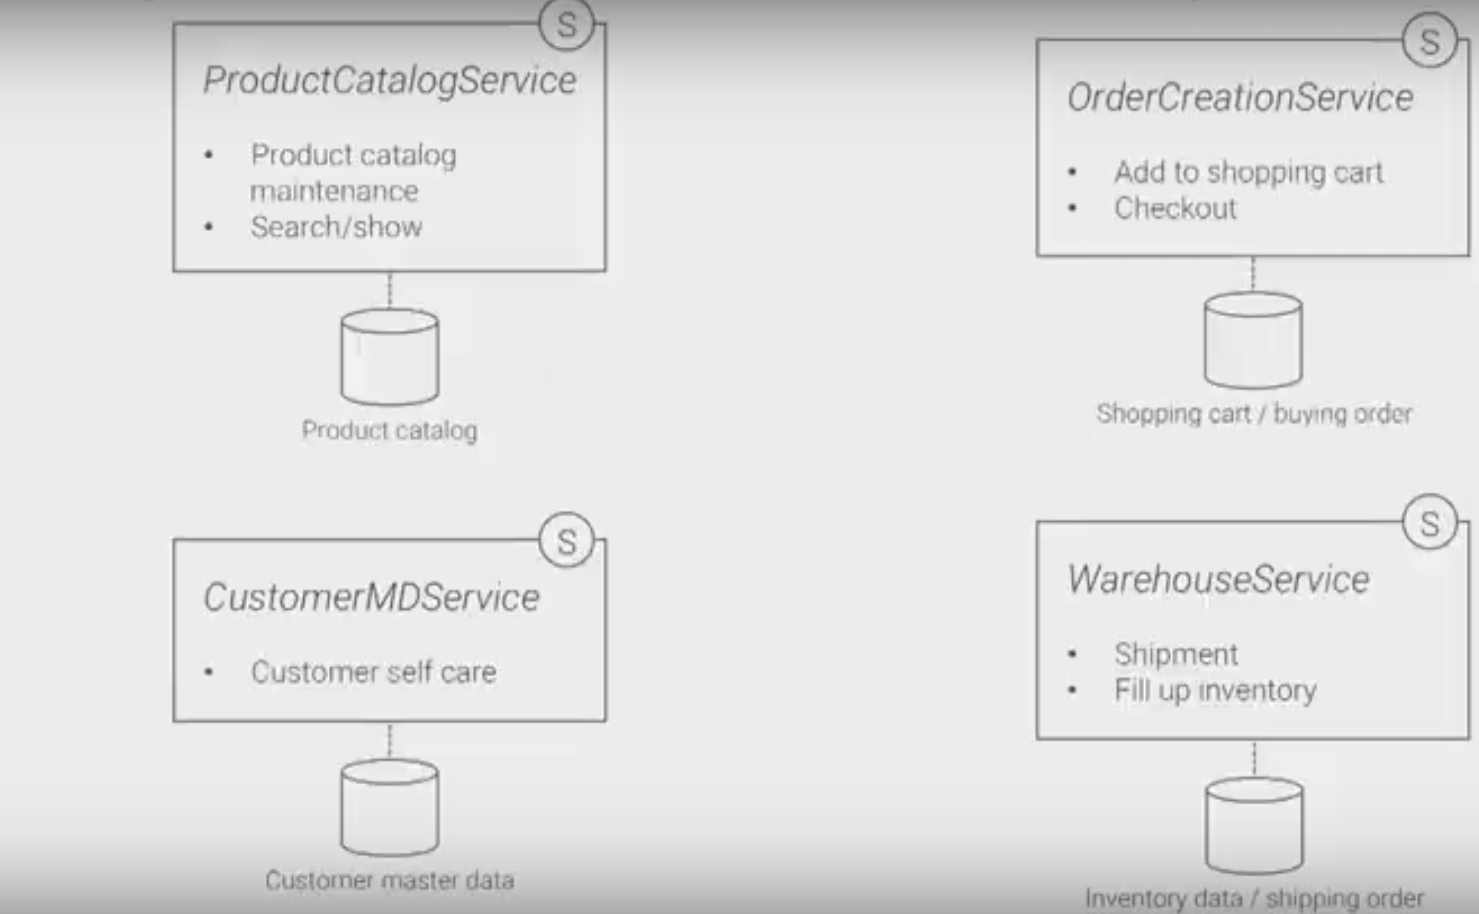 S
ProductCatalogService
• Product catalog
maintenance
• Search/show
Product catalog
S
OrderCreationService
• Add to shopping cart
• Checkout
Shopping cart / buying order
S
CustomerMDService
• Customer self care
Customer master data
S
WarehouseService
• Shipment
• Fill up inventory
Inventory data / shipping order